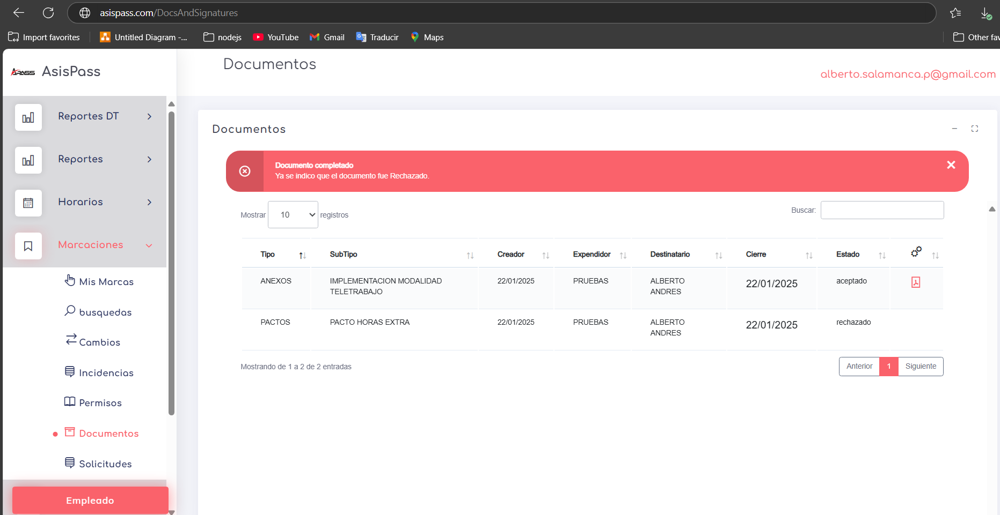 asispass.com/DocsAndSignatures
Import favorites
Untitled Diagram -...
nodejs
YouTube
Gmail
Traducir
Maps
Other fav
APASS
AsisPass
Documentos
alberto.salamanca.p@gmail.com
Reportes DT
Reportes
Horarios
Marcaciones
Mis Marcas
busquedas
Cambios
Incidencias
Permisos
Documentos
Solicitudes
Empleado
Documentos
Documento completado
Ya se indico que el documento fue Rechazado.
Mostrar 10 registros
Buscar:
Tipo SubTipo Creador Expendidor Destinatario Cierre Estado
ANEXOS IMPLEMENTACION MODALIDAD 22/01/2025 PRUEBAS ALBERTO 22/01/2025 aceptado
TELETRABAJO ANDRES
PACTOS PACTO HORAS EXTRA 22/01/2025 PRUEBAS ALBERTO 22/01/2025 rechazado
ANDRES
Mostrando de 1 a 2 de 2 entradas
Anterior 1 Siguiente